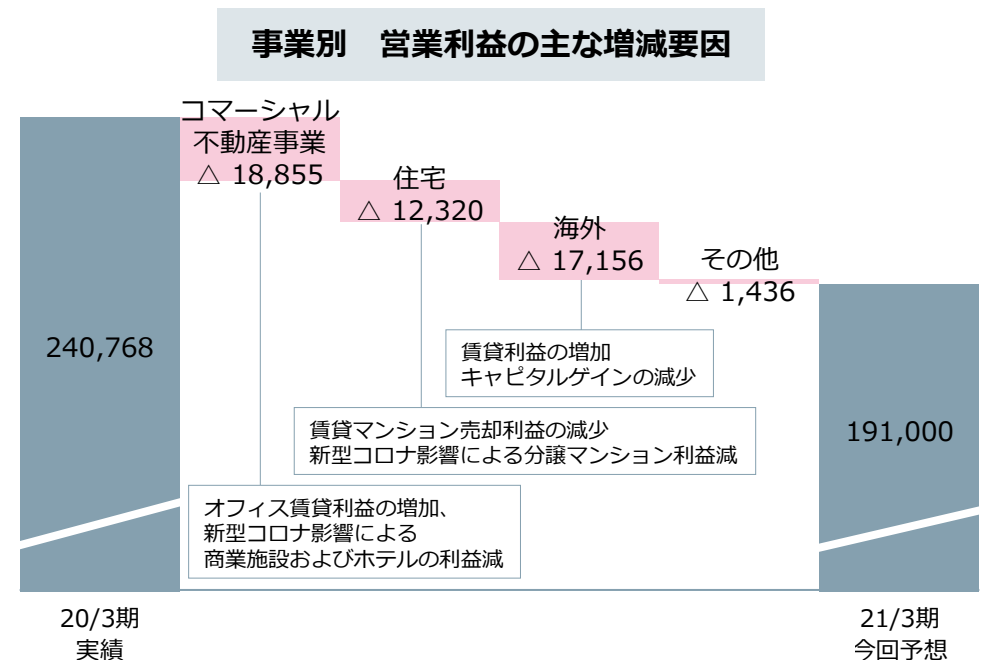 事業別　営業利益の主な増減要因
コマーシャル
不動産事業
△ 18,855
住宅
△ 12,320
海外
△ 17,156
その他
△ 1,436
240,768
賃貸利益の増加
キャピタルゲインの減少
賃貸マンション売却利益の減少
新型コロナ影響による分譲マンション利益減
191,000
オフィス賃貸利益の増加、
新型コロナ影響による
商業施設およびホテルの利益減
20/3期
実績
21/3期
今回予想